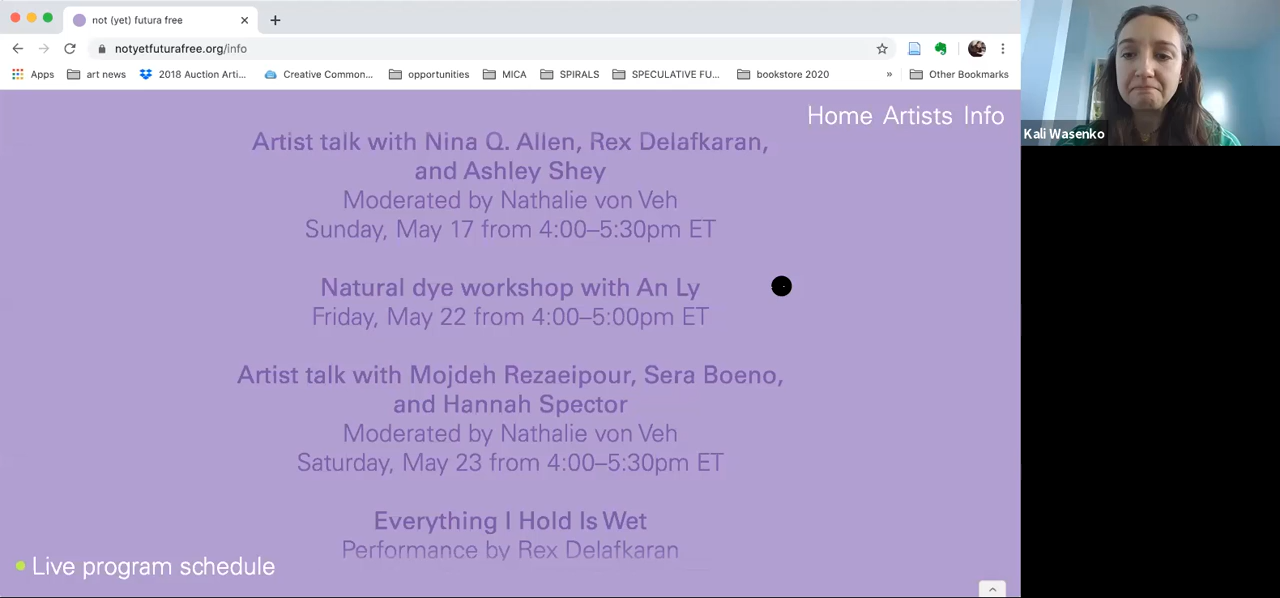 not (yet) futura free
notyetfuturafree.org/info
Apps art news 2018 Auction Arti... Creative Common... opportunities MICA SPIRALS SPECULATIVE FU... bookstore 2020 » Other Bookmarks
Home Artists Info
Kali Wasenko
Artist talk with Nina Q. Allen, Rex Delafkaran,
and Ashley Shey
Moderated by Nathalie von Veh
Sunday, May 17 from 4:00–5:30pm ET
Natural dye workshop with An Ly
Friday, May 22 from 4:00–5:00pm ET
Artist talk with Mojdeh Rezaeipour, Sera Boeno,
and Hannah Spector
Moderated by Nathalie von Veh
Saturday, May 23 from 4:00–5:30pm ET
Everything I Hold Is Wet
Performance by Rex Delafkaran
Live program schedule